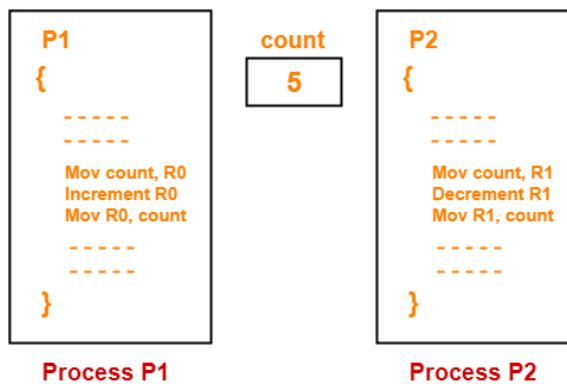 P1
{
- - - - -
- - - - -
Mov count, R0
Increment R0
Mov R0, count
- - - - -
- - - - -
}
Process P1
count
5
P2
{
- - - - -
- - - - -
Mov count, R1
Decrement R1
Mov R1, count
- - - - -
- - - - -
}
Process P2